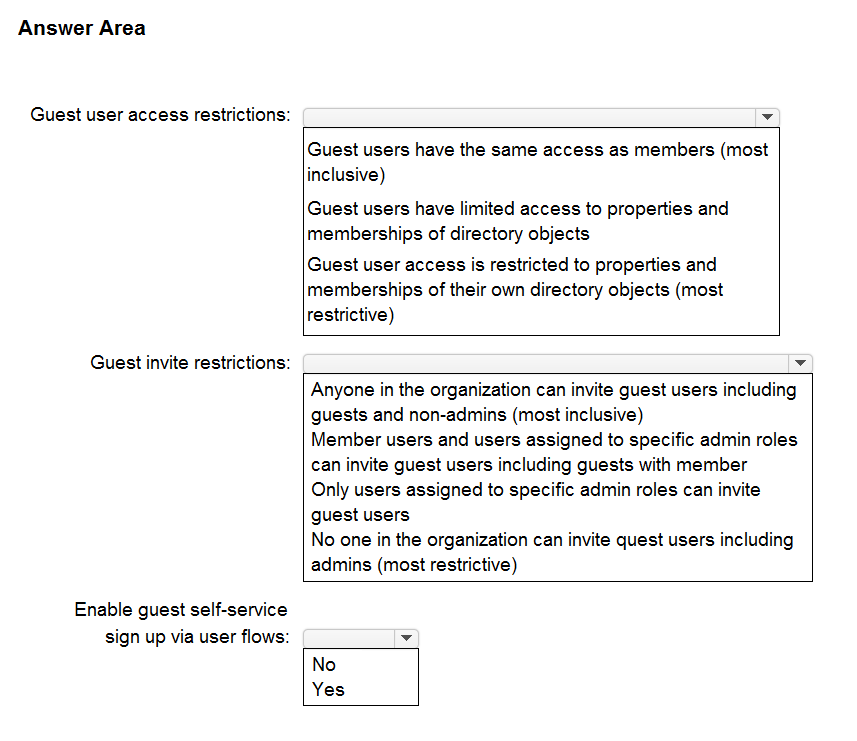 Answer Area
Guest user access restrictions:
Guest users have the same access as members (most
inclusive)
Guest users have limited access to properties and
memberships of directory objects
Guest user access is restricted to properties and
memberships of their own directory objects (most
restrictive)
Guest invite restrictions:
Anyone in the organization can invite guest users including
guests and non-admins (most inclusive)
Member users and users assigned to specific admin roles
can invite guest users including guests with member
Only users assigned to specific admin roles can invite
guest users
No one in the organization can invite quest users including
admins (most restrictive)
Enable guest self-service
sign up via user flows:
No
Yes